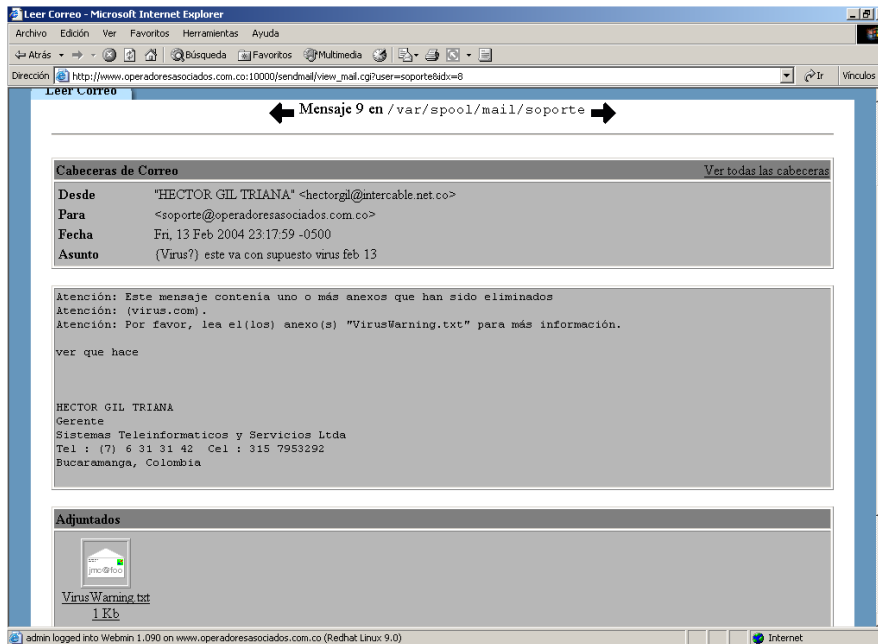 Leer Correo - Microsoft Internet Explorer
Archivo Edición Ver Favoritos Herramientas Ayuda
Atrás Búsqueda Favoritos Multimedia
Dirección http://www.operadoresasociados.com.co:10000/sendmail/view_mail.cgi?user=soporte&idx=8 Ir Vínculos
Leer Correo
Mensaje 9 en /var/spool/mail/soporte
Cabeceras de Correo Ver todas las cabeceras
Desde "HECTOR GIL TRIANA" <hectorgil@intercable.net.co>
Para <soporte@operadoresasociados.com.co>
Fecha Fri, 13 Feb 2004 23:17:59 -0500
Asunto {Virus?} este va con supuesto virus feb 13
Atención: Este mensaje contenía uno o más anexos que han sido eliminados
Atención: (virus.com).
Atención: Por favor, lea el(los) anexo(s) "VirusWarning.txt" para más información.
ver que hace
HECTOR GIL TRIANA
Gerente
Sistemas Teleinformaticos y Servicios Ltda
Tel : (7) 6 31 31 42 Cel : 315 7953292
Bucaramanga, Colombia
Adjuntados
jmc@foo
VirusWarning.txt
1 Kb
admin logged into Webmin 1.090 on www.operadoresasociados.com.co (Redhat Linux 9.0) Internet